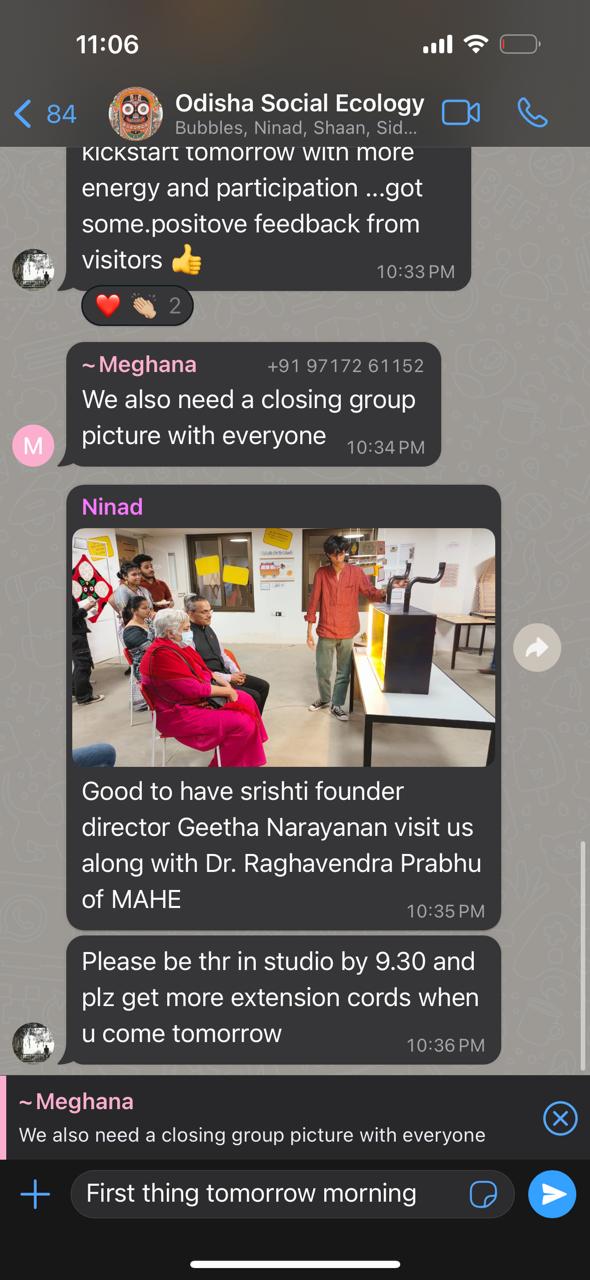 11:06
84
Odisha Social Ecology
Bubbles, Ninad, Shaan, Sid...
kickstart tomorrow with more
energy and participation ...got
some.positove feedback from
visitors 👍
10:33 PM
❤️ 👏🏼 2
~Meghana +91 97172 61152
We also need a closing group
picture with everyone
10:34 PM
M
Ninad
Good to have srishti founder
director Geetha Narayanan visit us
along with Dr. Raghavendra Prabhu
of MAHE
10:35 PM
Please be thr in studio by 9.30 and
plz get more extension cords when
u come tomorrow
10:36 PM
~Meghana
We also need a closing group picture with everyone
First thing tomorrow morning